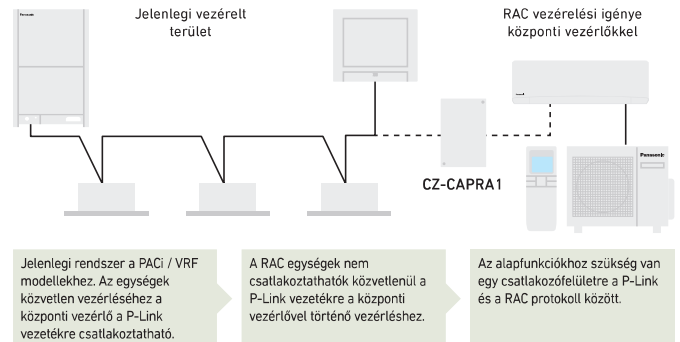 Jelenlegi vezérelt
terület
RAC vezérelési igénye
központi vezérlőkkel
Panasonic
Panasonic
CZ-CAPRA1
Jelenlegi rendszer a PACi / VRF
modellekhez. Az egységek
közvetlen vezérléséhez a
központi vezérlő a P-Link
vezetékre csatlakoztatható.
A RAC egységek nem
csatlakoztathatók közvetlenül a
P-Link vezetékre a központi
vezérlővel történő vezérléshez.
Az alapfunkciókhoz szükség van
egy csatlakozófelületre a P-Link
és a RAC protokoll között.